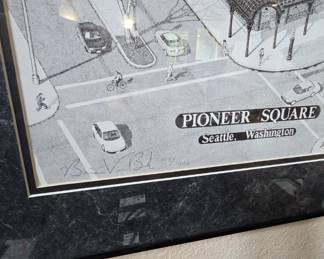 PIONEER SQUARE
Seattle, Washington